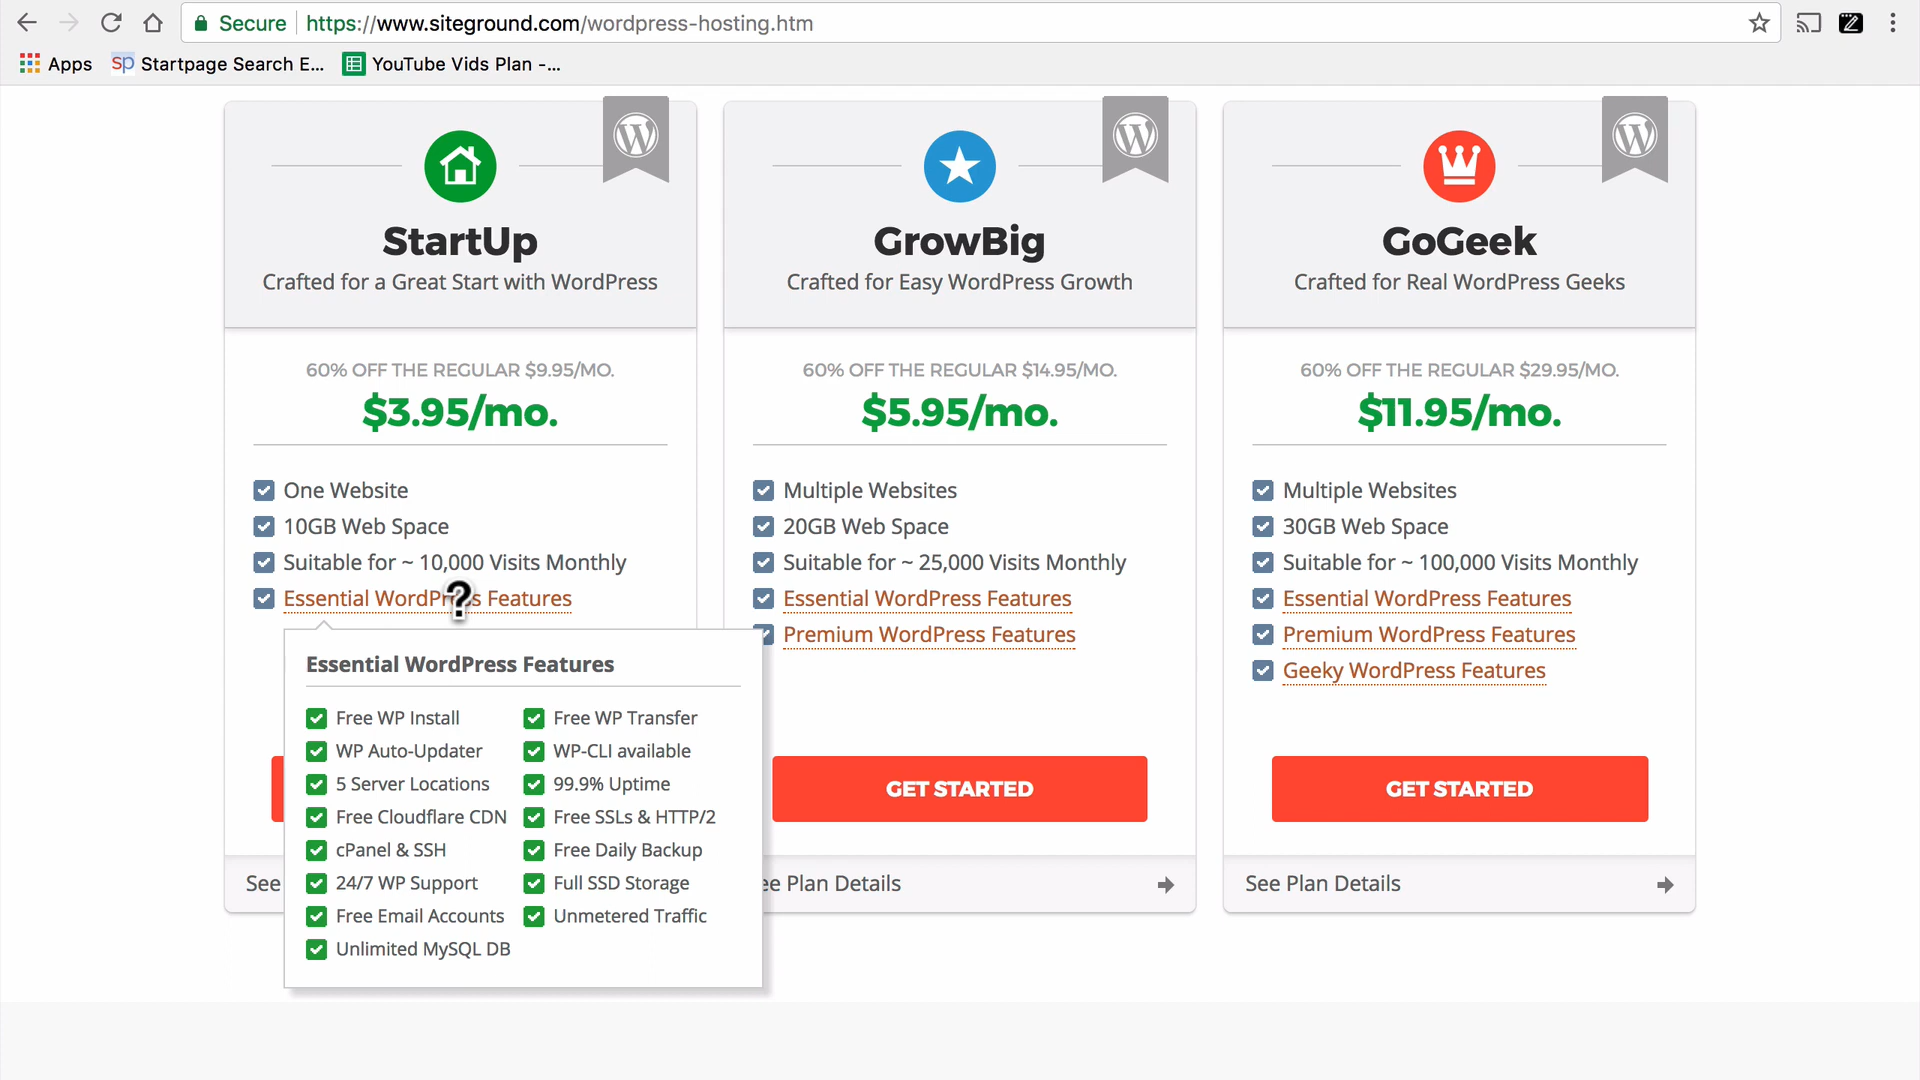 Secure https://www.siteground.com/wordpress-hosting.htm
Apps Startpage Search E... YouTube Vids Plan -...
StartUp
Crafted for a Great Start with WordPress
60% OFF THE REGULAR $9.95/MO.
$3.95/mo.
One Website
10GB Web Space
Suitable for ~ 10,000 Visits Monthly
Essential WordPress Features
Essential WordPress Features
Free WP Install
Free WP Transfer
WP Auto-Updater
WP-CLI available
5 Server Locations
99.9% Uptime
Free Cloudflare CDN
Free SSLs & HTTP/2
cPanel & SSH
Free Daily Backup
24/7 WP Support
Full SSD Storage
Free Email Accounts
Unmetered Traffic
Unlimited MySQL DB
See
GrowBig
Crafted for Easy WordPress Growth
60% OFF THE REGULAR $14.95/MO.
$5.95/mo.
Multiple Websites
20GB Web Space
Suitable for ~ 25,000 Visits Monthly
Essential WordPress Features
Premium WordPress Features
GET STARTED
ee Plan Details
GoGeek
Crafted for Real WordPress Geeks
60% OFF THE REGULAR $29.95/MO.
$11.95/mo.
Multiple Websites
30GB Web Space
Suitable for ~ 100,000 Visits Monthly
Essential WordPress Features
Premium WordPress Features
Geeky WordPress Features
GET STARTED
See Plan Details